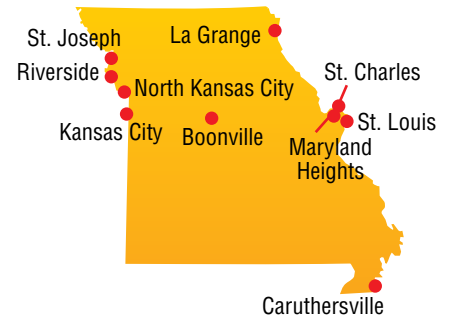 St. Joseph
La Grange
Riverside
St. Charles
North Kansas City
Kansas City
Boonville
St. Louis
Maryland
Heights
Caruthersville